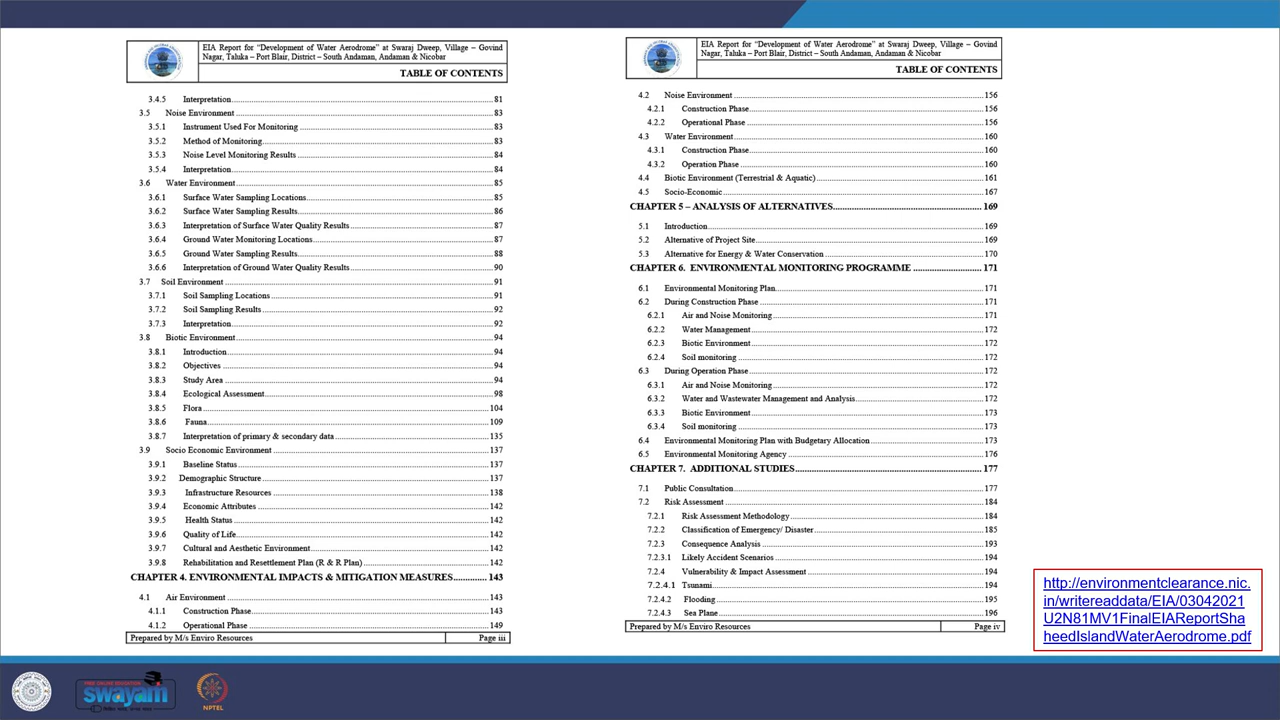 EIA Report for "Development of Water Aerodrome" at Swaraj Dweep, Village – Govind
Nagar, Taluka – Port Blair, District – South Andaman, Andaman & Nicobar
TABLE OF CONTENTS
3.4.5 Interpretation 81
3.5 Noise Environment 83
3.5.1 Instrument Used For Monitoring 83
3.5.2 Method of Monitoring 83
3.5.3 Noise Level Monitoring Results 84
3.5.4 Interpretation 84
3.6 Water Environment 85
3.6.1 Surface Water Sampling Locations 85
3.6.2 Surface Water Sampling Results 86
3.6.3 Interpretation of Surface Water Quality Results 87
3.6.4 Ground Water Monitoring Locations 87
3.6.5 Ground Water Sampling Results 88
3.6.6 Interpretation of Ground Water Quality Results 90
3.7 Soil Environment 91
3.7.1 Soil Sampling Locations 91
3.7.2 Soil Sampling Results 92
3.7.3 Interpretation 92
3.8 Biotic Environment 94
3.8.1 Introduction 94
3.8.2 Objectives 94
3.8.3 Study Area 94
3.8.4 Ecological Assessment 98
3.8.5 Flora 104
3.8.6 Fauna 109
3.8.7 Interpretation of primary & secondary data 135
3.9 Socio Economic Environment 137
3.9.1 Baseline Status 137
3.9.2 Demographic Structure 137
3.9.3 Infrastructure Resources 138
3.9.4 Economic Attributes 142
3.9.5 Health Status 142
3.9.6 Quality of Life 142
3.9.7 Cultural and Aesthetic Environment 142
3.9.8 Rehabilitation and Resettlement Plan (R & R Plan) 142
CHAPTER 4. ENVIRONMENTAL IMPACTS & MITIGATION MEASURES 143
4.1 Air Environment 143
4.1.1 Construction Phase 143
4.1.2 Operational Phase 149
Prepared by M/s Enviro Resources Page iii
EIA Report for "Development of Water Aerodrome" at Swaraj Dweep, Village – Govind
Nagar, Taluka – Port Blair, District – South Andaman, Andaman & Nicobar
TABLE OF CONTENTS
4.2 Noise Environment 156
4.2.1 Construction Phase 156
4.2.2 Operational Phase 156
4.3 Water Environment 160
4.3.1 Construction Phase 160
4.3.2 Operation Phase 160
4.4 Biotic Environment (Terrestrial & Aquatic) 161
4.5 Socio-Economic 167
CHAPTER 5 – ANALYSIS OF ALTERNATIVES 169
5.1 Introduction 169
5.2 Alternative of Project Site 169
5.3 Alternative for Energy & Water Conservation 170
CHAPTER 6. ENVIRONMENTAL MONITORING PROGRAMME 171
6.1 Environmental Monitoring Plan 171
6.2 During Construction Phase 171
6.2.1 Air and Noise Monitoring 171
6.2.2 Water Management 172
6.2.3 Biotic Environment 172
6.2.4 Soil monitoring 172
6.3 During Operation Phase 172
6.3.1 Air and Noise Monitoring 172
6.3.2 Water and Wastewater Management and Analysis 172
6.3.3 Biotic Environment 173
6.3.4 Soil monitoring 173
6.4 Environmental Monitoring Plan with Budgetary Allocation 173
6.5 Environmental Monitoring Agency 176
CHAPTER 7. ADDITIONAL STUDIES 177
7.1 Public Consultation 177
7.2 Risk Assessment 184
7.2.1 Risk Assessment Methodology 184
7.2.2 Classification of Emergency/ Disaster 185
7.2.3 Consequence Analysis 193
7.2.3.1 Likely Accident Scenarios 194
7.2.4 Vulnerability & Impact Assessment 194
7.2.4.1 Tsunami 194
7.2.4.2 Flooding 195
7.2.4.3 Sea Plane 196
Prepared by M/s Enviro Resources Page iv
http://environmentclearance.nic.
in/writereaddata/EIA/03042021
U2N81MV1FinalEIAReportSha
heedIslandWaterAerodrome.pdf
FREE ONLINE EDUCATION
swayam
NPTEL